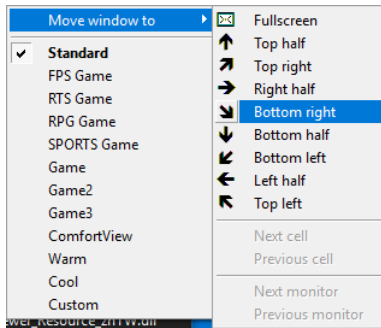 Move window to
Standard
FPS Game
RTS Game
RPG Game
SPORTS Game
Game
Game2
Game3
ComfortView
Warm
Cool
Custom
Fullscreen
Top half
Top right
Right half
Bottom right
Bottom half
Bottom left
Left half
Top left
Next cell
Previous cell
Next monitor
Previous monitor
ewer_Resource_zhTW.dll